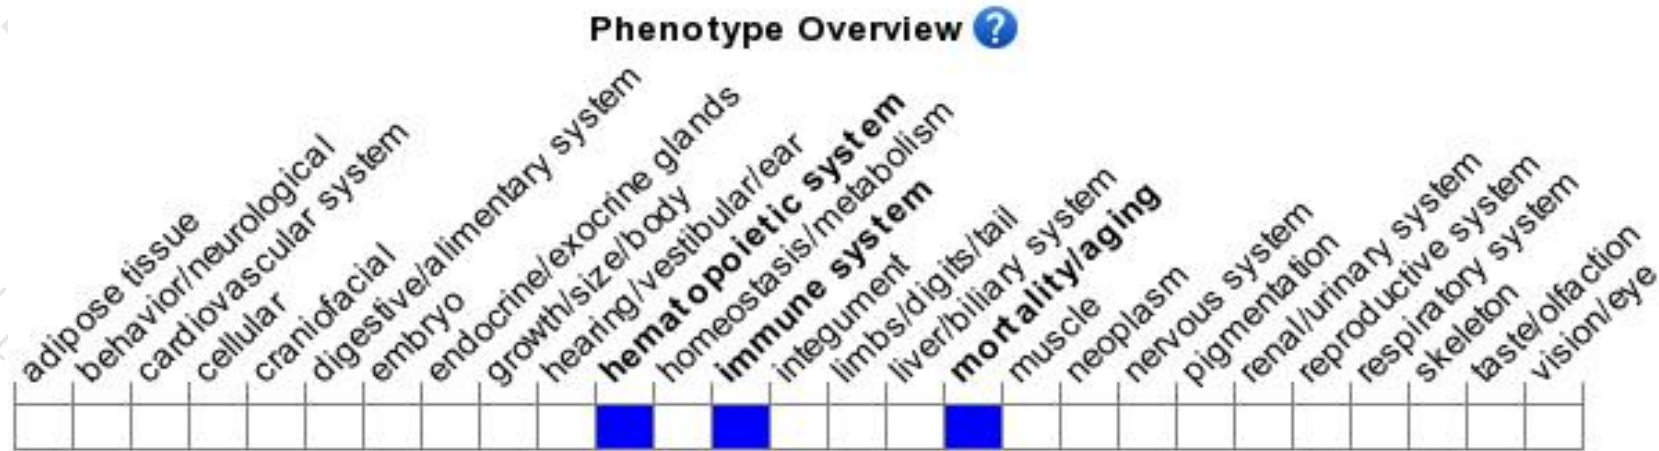 Phenotype Overview ?
adipose tissue
behavior/neurological
cardiovascular system
cellular
craniofacial
digestive/alimentary system
embryo
endocrine/exocrine glands
growth/size/body
hearing/vestibular/ear
hematopoietic system
homeostasis/metabolism
immune system
integument
limbs/digits/tail
liver/biliary system
mortality/aging
muscle
neoplasm
nervous system
pigmentation
renal/urinary system
reproductive system
respiratory system
skeleton
taste/olfaction
vision/eye